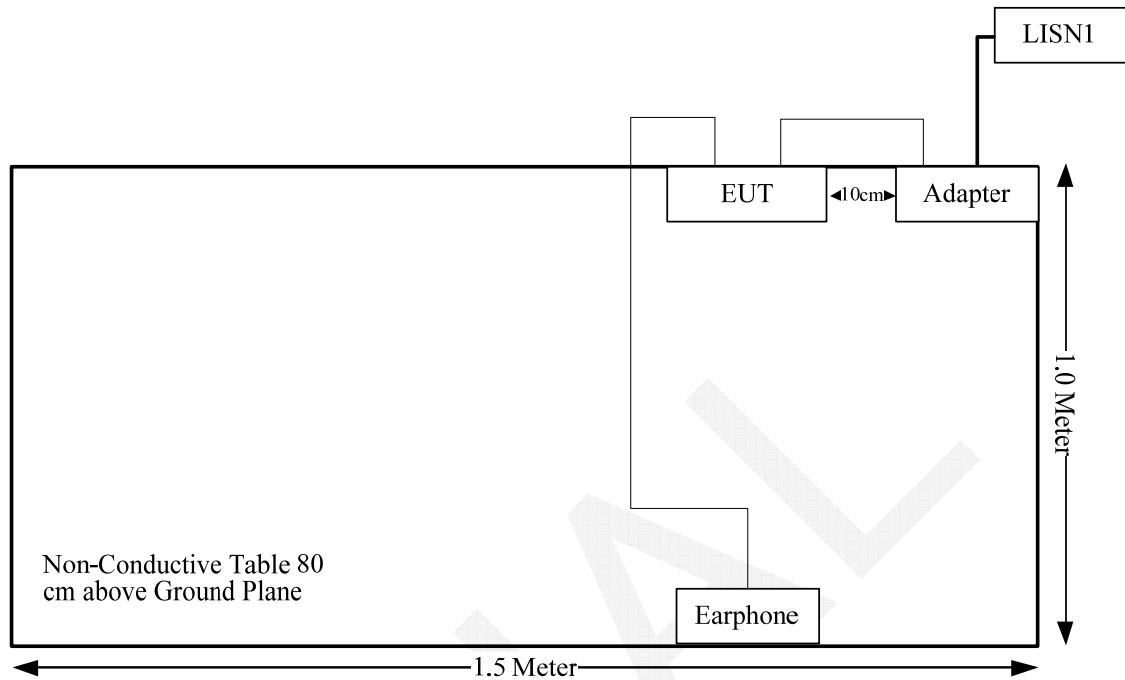 LISN1
EUT
10cm
Adapter
1.0 Meter
Non-Conductive Table 80
cm above Ground Plane
Earphone
1.5 Meter